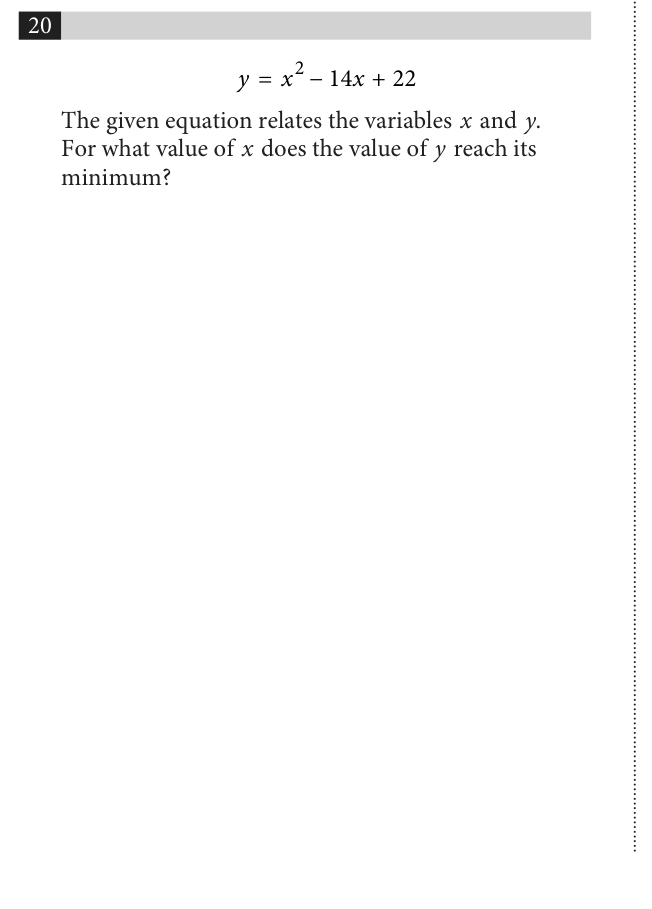 20
y = x² – 14x + 22
The given equation relates the variables x and y.
For what value of x does the value of y reach its
minimum?